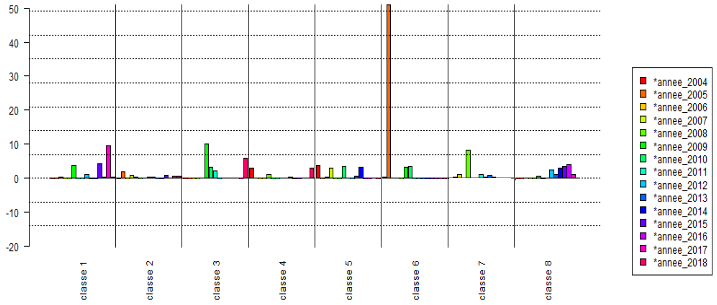 50
40
30
20
10
0
-10
-20
classe 1
classe 2
classe 3
classe 4
classe 5
classe 6
classe 7
classe 8
*annee_2004
*annee_2005
*annee_2006
*annee_2007
*annee_2008
*annee_2009
*annee_2010
*annee_2011
*annee_2012
*annee_2013
*annee_2014
*annee_2015
*annee_2016
*annee_2017
*annee_2018